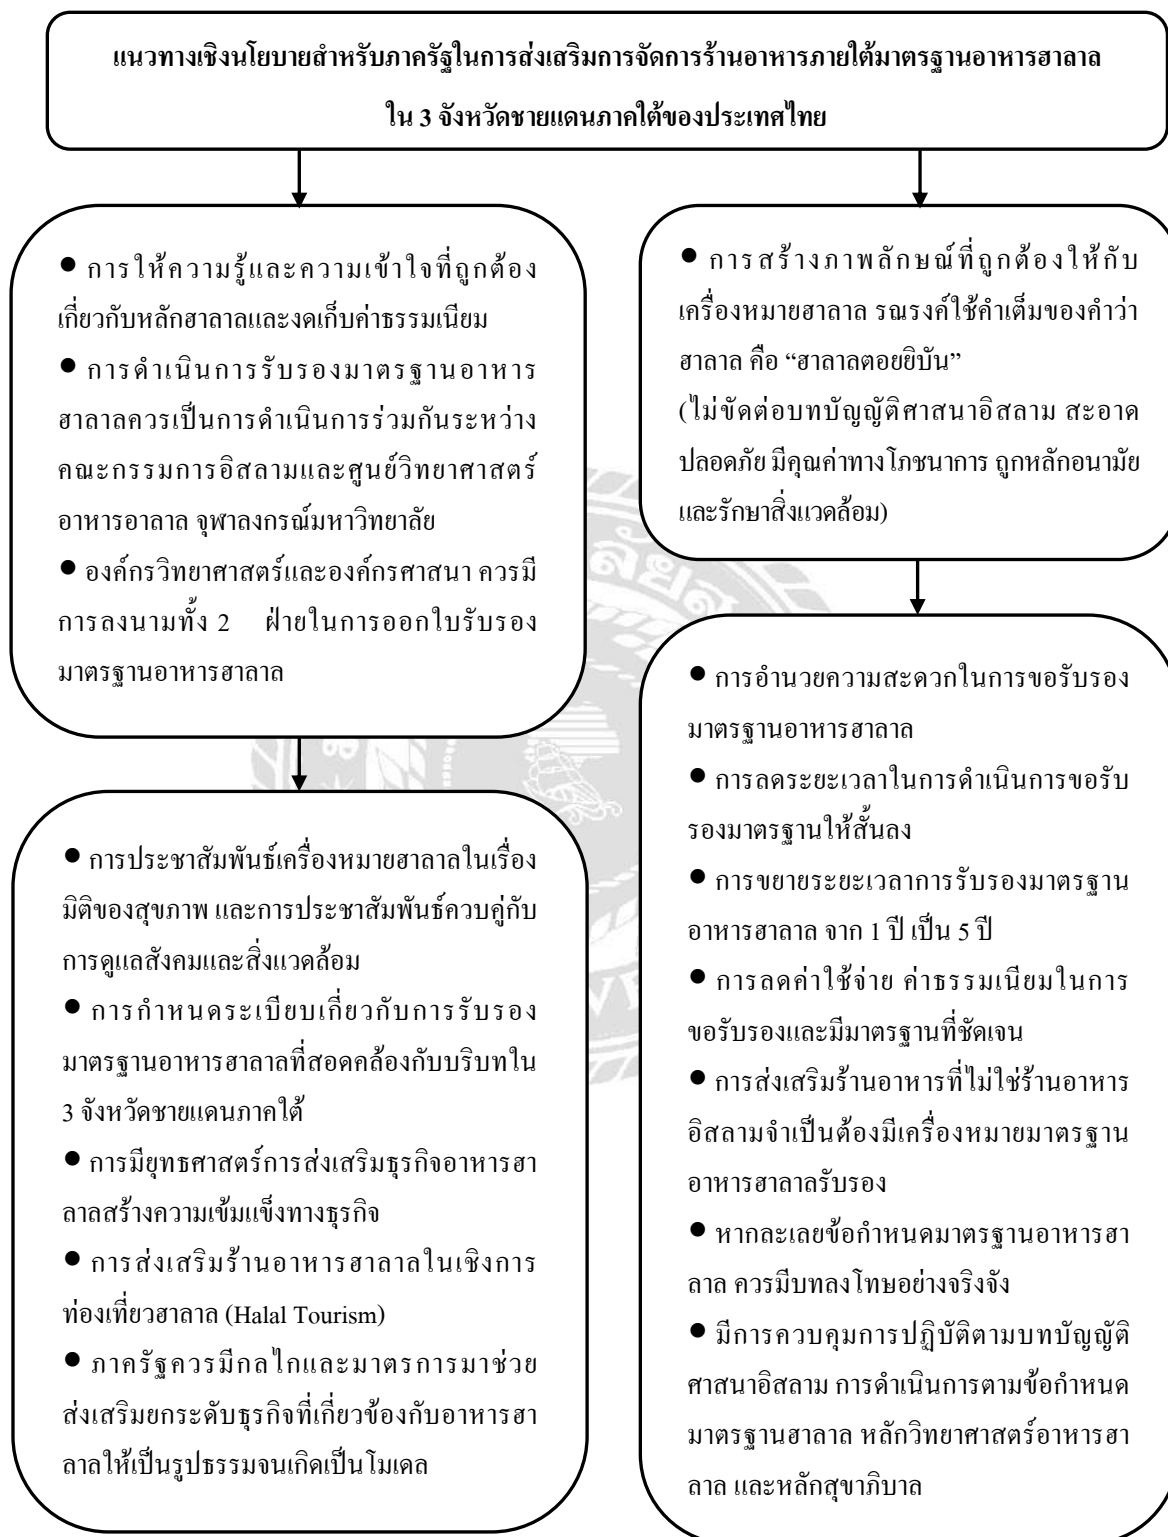 แนวทางเชิงนโยบายสำหรับภาครัฐในการส่งเสริมการจัดการร้านอาหารภายใต้มาตรฐานอาหารฮาลาล
ใน 3 จังหวัดชายแดนภาคใต้ของประเทศไทย
● การให้ความรู้และความเข้าใจที่ถูกต้อง
เกี่ยวกับหลักฮาลาลและงดเก็บค่าธรรมเนียม
● การดำเนินการรับรองมาตรฐานอาหาร
ฮาลาลควรเป็นการดำเนินการร่วมกันระหว่าง
คณะกรรมการอิสลามและศูนย์วิทยาศาสตร์
อาหารอาลาล จุฬาลงกรณ์มหาวิทยาลัย
● องค์กรวิทยาศาสตร์และองค์กรศาสนา ควรมี
การลงนามทั้ง 2 ฝ่ายในการออกใบรับรอง
มาตรฐานอาหารฮาลาล
● การประชาสัมพันธ์เครื่องหมายฮาลาลในเรื่อง
มิติของสุขภาพ และการประชาสัมพันธ์ควบคู่กับ
การดูแลสังคมและสิ่งแวดล้อม
● การกำหนดระเบียบเกี่ยวกับการรับรอง
มาตรฐานอาหารฮาลาลที่สอดคล้องกับบริบทใน
3 จังหวัดชายแดนภาคใต้
● การมียุทธศาสตร์การส่งเสริมธุรกิจอาหารฮา
ลาลสร้างความเข้มแข็งทางธุรกิจ
● การส่งเสริมร้านอาหารฮาลาลในเชิงการ
ท่องเที่ยวฮาลาล (Halal Tourism)
● ภาครัฐควรมีกลไกและมาตรการมาช่วย
ส่งเสริมยกระดับธุรกิจที่เกี่ยวข้องกับอาหารฮา
ลาลให้เป็นรูปธรรมจนเกิดเป็นโมเดล
● การสร้างภาพลักษณ์ที่ถูกต้องให้กับ
เครื่องหมายฮาลาล รณรงค์ใช้คำเต็มของคำว่า
ฮาลาล คือ “ฮาลาลตอยยิบัน”
(ไม่ขัดต่อบทบัญญัติศาสนาอิสลาม สะอาด
ปลอดภัย มีคุณค่าทางโภชนาการ ถูกหลักอนามัย
และรักษาสิ่งแวดล้อม)
● การอำนวยความสะดวกในการขอรับรอง
มาตรฐานอาหารฮาลาล
● การลดระยะเวลาในการดำเนินการขอรับ
รองมาตรฐานให้สั้นลง
● การขยายระยะเวลาการรับรองมาตรฐาน
อาหารฮาลาล จาก 1 ปี เป็น 5 ปี
● การลดค่าใช้จ่าย ค่าธรรมเนียมในการ
ขอรับรองและมีมาตรฐานที่ชัดเจน
● การส่งเสริมร้านอาหารที่ไม่ใช่ร้านอาหาร
อิสลามจำเป็นต้องมีเครื่องหมายมาตรฐาน
อาหารฮาลาลรับรอง
● หากละเลยข้อกำหนดมาตรฐานอาหารฮา
ลาล ควรมีบทลงโทษอย่างจริงจัง
● มีการควบคุมการปฏิบัติตามบทบัญญัติ
ศาสนาอิสลาม การดำเนินการตามข้อกำหนด
มาตรฐานฮาลาล หลักวิทยาศาสตร์อาหารฮา
ลาล และหลักสุขาภิบาล